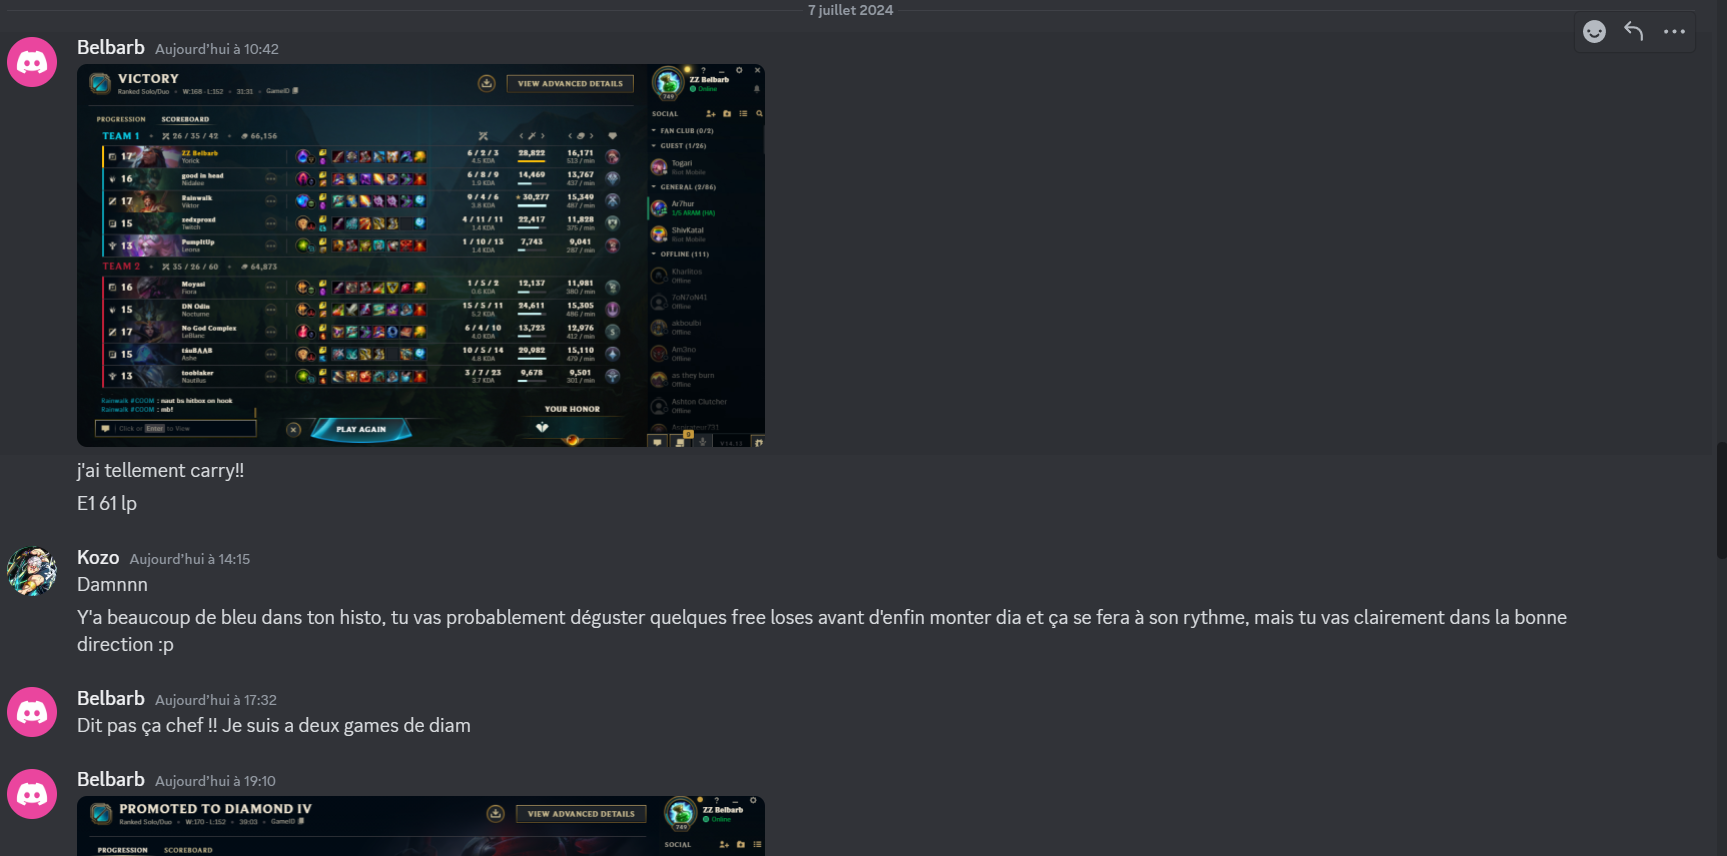 7 juillet 2024
Belbarb Aujourd'hui à 10:42
VICTORY
VIEW ADVANCED DETAILS
ZZ Belbarb
Online
749
Ranked Solo/Duo • W:168 - L:152 • 31:31 • GameID
PROGRESSION SCOREBOARD
SOCIAL
TEAM 1 • 26 / 35 / 42 • 66,156
FAN CLUB (0/2)
GUEST (1/26)
17 ZZ Belbarb 6 / 2 / 3 28,822 16,171
Yorick 4.5 KDA 513 / min
Togari
Riot Mobile
16 good in head 6 / 8 / 9 14,469 13,767
Nidalee 1.9 KDA 437 / min
GENERAL (2/86)
17 Rainwalk 9 / 4 / 6 30,277 15,349
Viktor 3.8 KDA 487 / min
Ar7hur
1/5 ARAM (HA)
15 zedxproxd 4 / 11 / 11 22,417 11,828
Twitch 1.4 KDA 375 / min
ShivKatal
Riot Mobile
13 PumpItUp 1 / 10 / 13 7,743 9,041
Leona 1.4 KDA 287 / min
OFFLINE (111)
TEAM 2 • 35 / 26 / 60 • 64,873
Kharlitos
Offline
16 Moyasi 1 / 5 / 2 12,137 11,981
Fiora 0.6 KDA 380 / min
7oN7oN41
Offline
15 DN Odin 15 / 5 / 11 24,611 15,305
Nocturne 5.2 KDA 486 / min
akboulbi
Offline
17 No God Complex 6 / 4 / 10 13,723 12,976
LeBlanc 4.0 KDA 412 / min
Am3no
Offline
15 10 / 5 / 14 29,982 15,110
Ashe 4.8 KDA 479 / min
as they burn
Offline
13 tooblaker 3 / 7 / 23 9,678 9,501
Nautilus 3.7 KDA 301 / min
Ashton Clutcher
Offline
Rainwalk #COOM : naut bs hitbox on hook
Rainwalk #COOM : mb!
YOUR HONOR
Click or Enter to View
PLAY AGAIN
9
V14.13
j'ai tellement carry!!
E1 61 lp
Kozo Aujourd'hui à 14:15
Damnnn
Y'a beaucoup de bleu dans ton histo, tu vas probablement déguster quelques free loses avant d'enfin monter dia et ça se fera à son rythme, mais tu vas clairement dans la bonne
direction :p
Belbarb Aujourd'hui à 17:32
Dit pas ça chef !! Je suis a deux games de diam
Belbarb Aujourd'hui à 19:10
PROMOTED TO DIAMOND IV
VIEW ADVANCED DETAILS
ZZ Belbarb
Online
749
Ranked Solo/Duo • W:170 - L:152 • 39:03 • GameID
PROGRESSION SCOREBOARD
SOCIAL